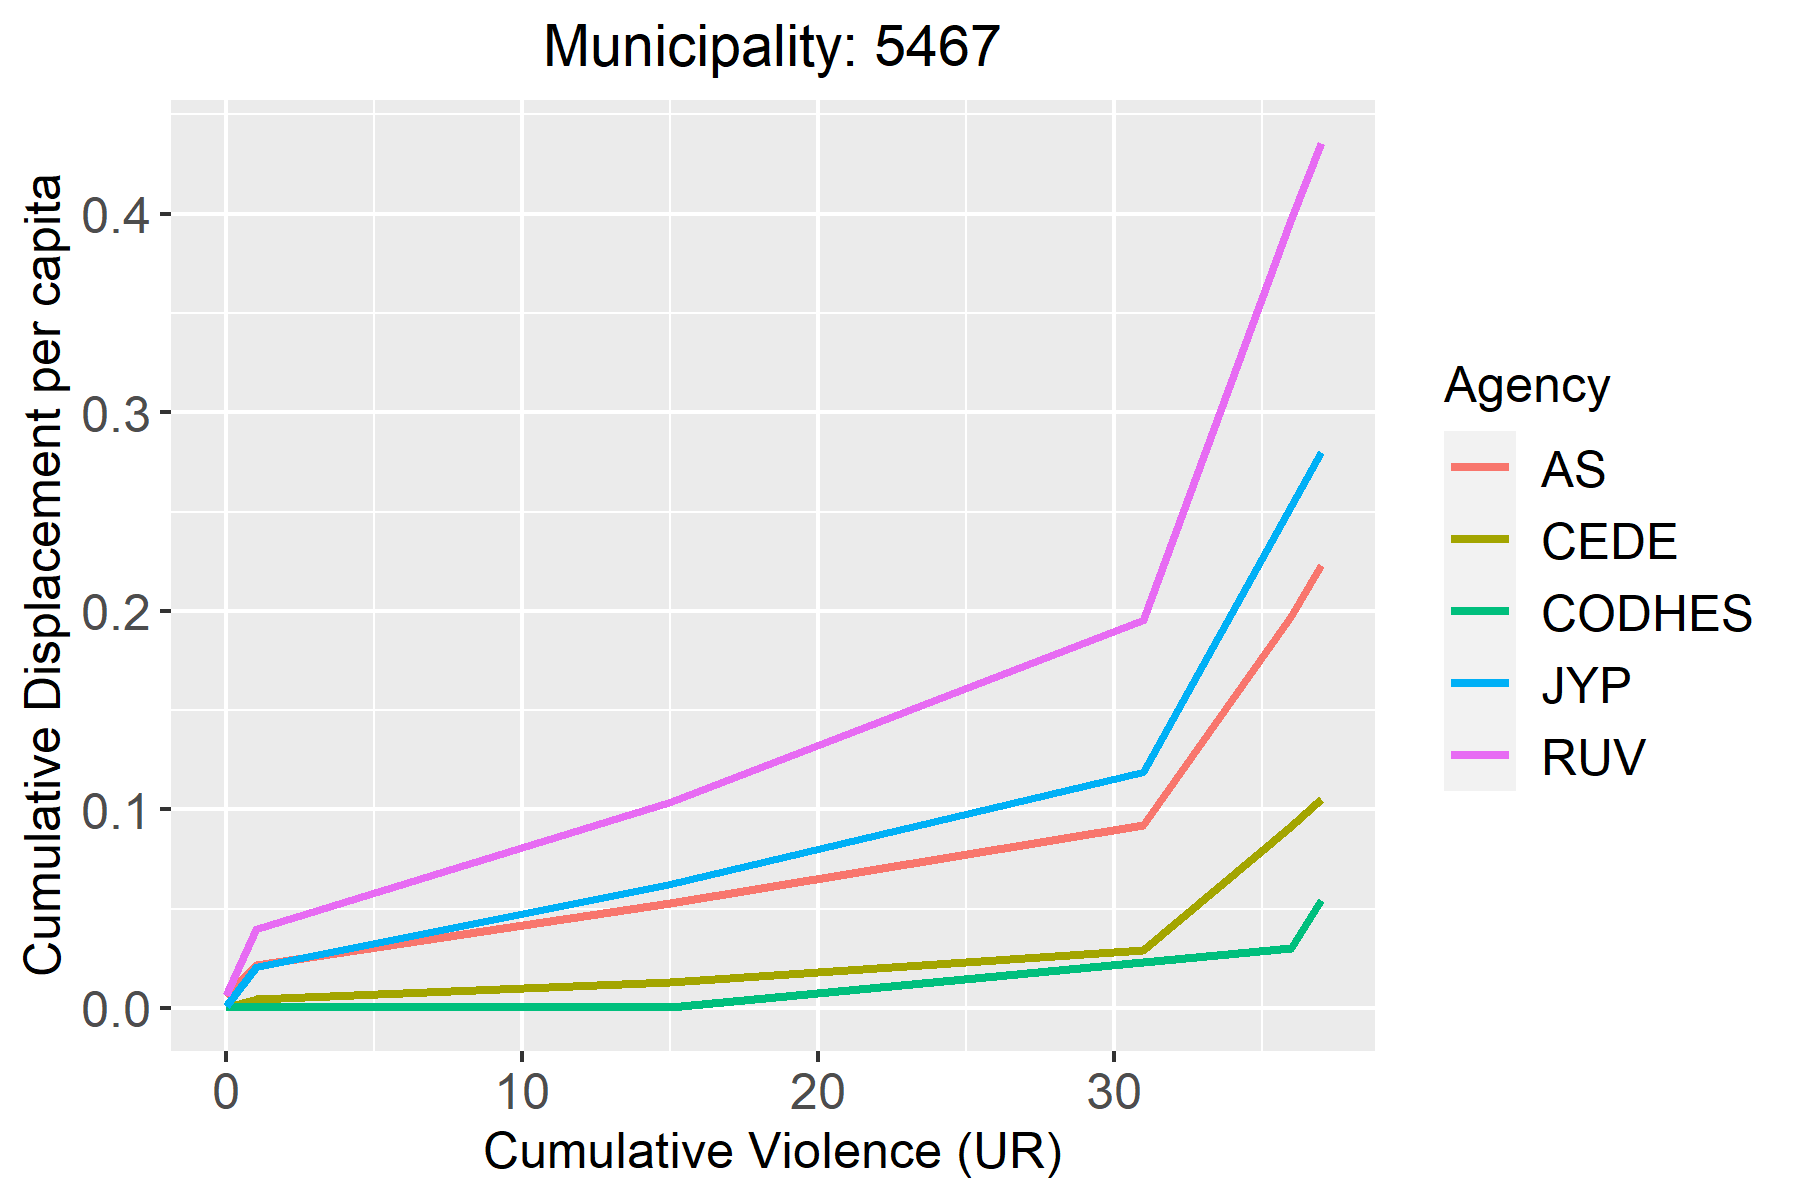 Municipality: 5467
Cumulative Displacement per capita
0.4
0.3
0.2
0.1
0.0
0
10
20
30
Cumulative Violence (UR)
Agency
AS
CEDE
CODHES
JYP
RUV